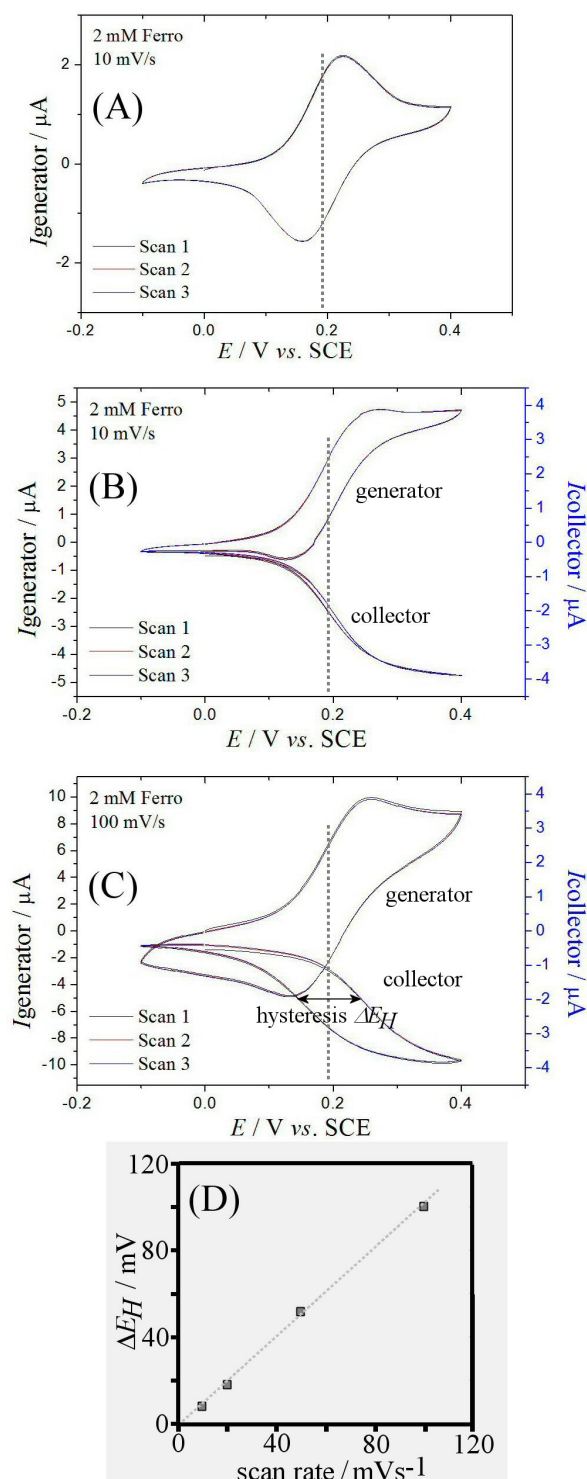 2 mM Ferro
10 mV/s
(A)
2
0
-2
Igenerator / μA
Scan 1
Scan 2
Scan 3
-0.2
0.0
0.2
0.4
E / V vs. SCE
2 mM Ferro
10 mV/s
(B)
5
4
3
2
1
0
-1
-2
-3
-4
-5
Igenerator / μA
generator
collector
4
3
2
1
0
-1
-2
-3
-4
Icollector / μA
Scan 1
Scan 2
Scan 3
-0.2
0.0
0.2
0.4
E / V vs. SCE
2 mM Ferro
100 mV/s
(C)
10
8
6
4
2
0
-2
-4
-6
-8
-10
Igenerator / μA
generator
collector
hysteresis ΔEH
4
3
2
1
0
-1
-2
-3
-4
Icollector / μA
Scan 1
Scan 2
Scan 3
-0.2
0.0
0.2
0.4
E / V vs. SCE
(D)
120
80
40
0
ΔEH / mV
0
40
80
120
scan rate / mVs-1